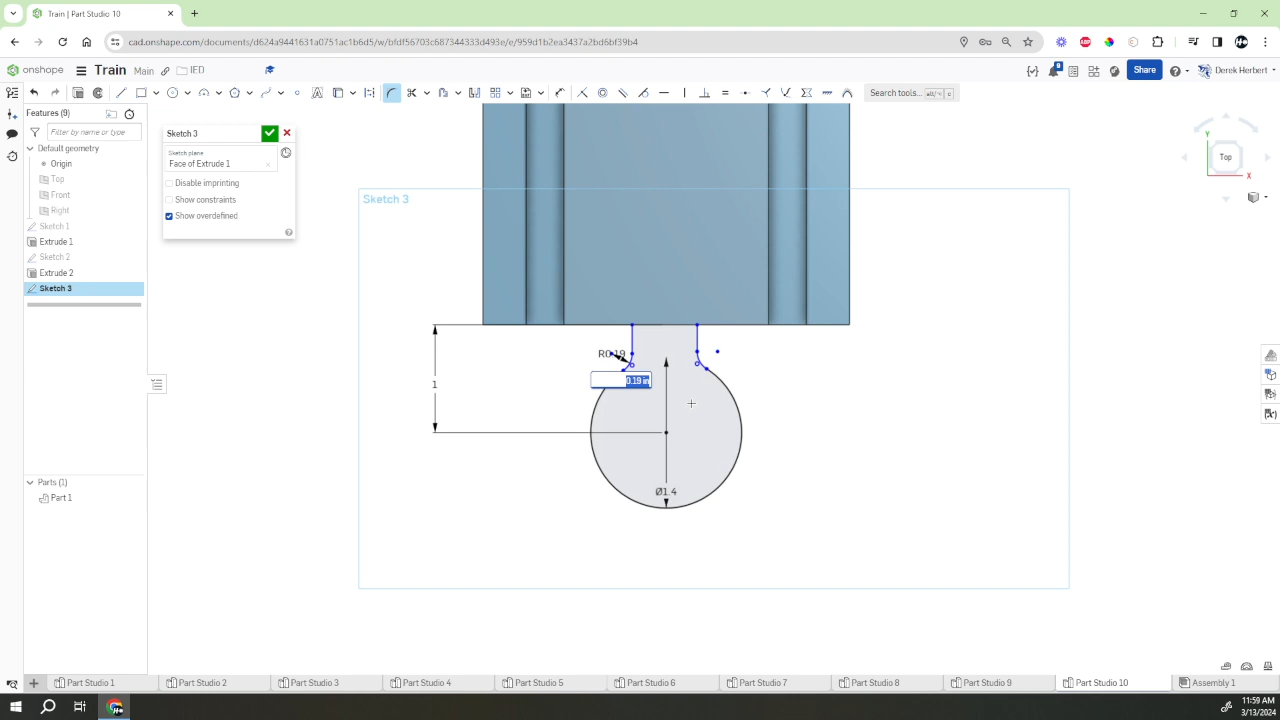 Train | Part Studio 10
cad.onshape.com/documents/d624a9441631a0751ac1b6d5/w/bfdf56703c687344333d493e/e/959d1b2ea3437a2bd6bf39b4
onshape Train Main IED Share Derek Herbert
Search tools... alt/⌥ c
Features (9)
Filter by name or type
Default geometry
Origin
Top
Front
Right
Sketch 1
Extrude 1
Sketch 2
Extrude 2
Sketch 3
Parts (1)
Part 1
Sketch 3
Sketch plane
Face of Extrude 1
Disable imprinting
Show constraints
Show overdefined
Sketch 3
R0.19
0.19 in
1
Ø1.4
Y
Top
X
Part Studio 1 Part Studio 2 Part Studio 3 Part Studio 4 Part Studio 5 Part Studio 6 Part Studio 7 Part Studio 8 Part Studio 9 Part Studio 10 Assembly 1
11:59 AM
3/13/2024